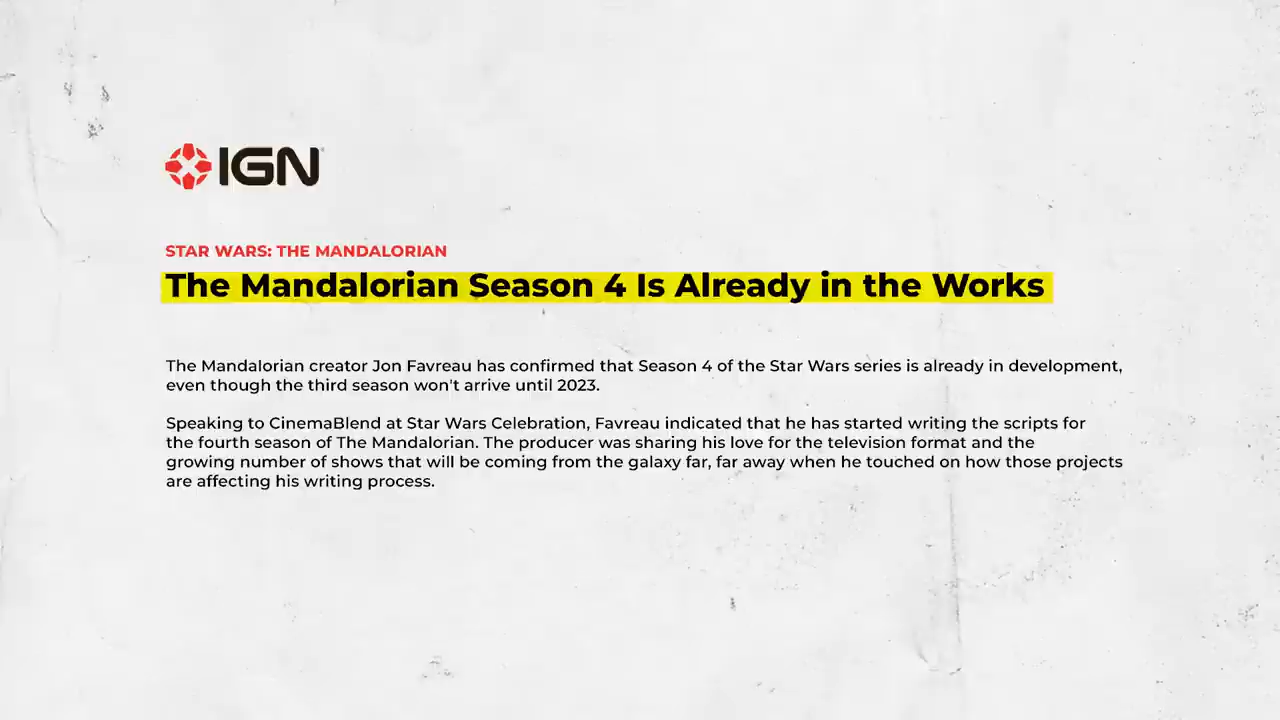 IGN
STAR WARS: THE MANDALORIAN
The Mandalorian Season 4 Is Already in the Works
The Mandalorian creator Jon Favreau has confirmed that Season 4 of the Star Wars series is already in development,
even though the third season won't arrive until 2023.
Speaking to CinemaBlend at Star Wars Celebration, Favreau indicated that he has started writing the scripts for
the fourth season of The Mandalorian. The producer was sharing his love for the television format and the
growing number of shows that will be coming from the galaxy far, far away when he touched on how those projects
are affecting his writing process.